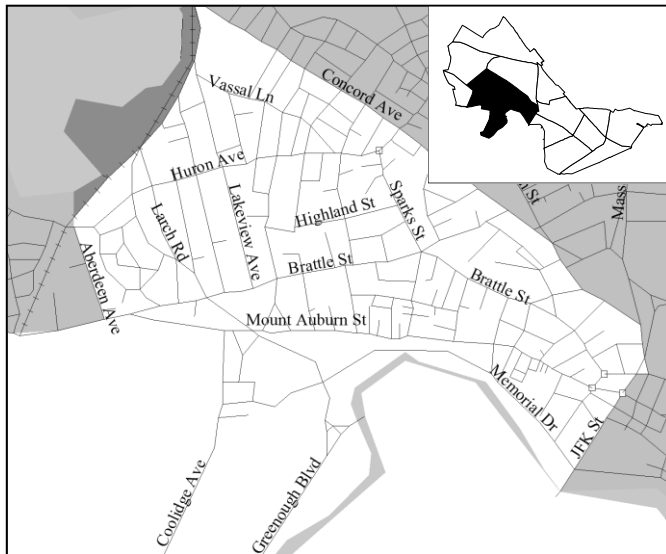 Concord Ave
Vassal Ln
Mass
Huron Ave
Lakeview Ave
Sparks St
Highland St
Larch Rd
Brattle St
Aberdeen Ave
Brattle St
Mount Auburn St
Memorial Dr
JFK St
Coolidge Ave
Greenough Blvd